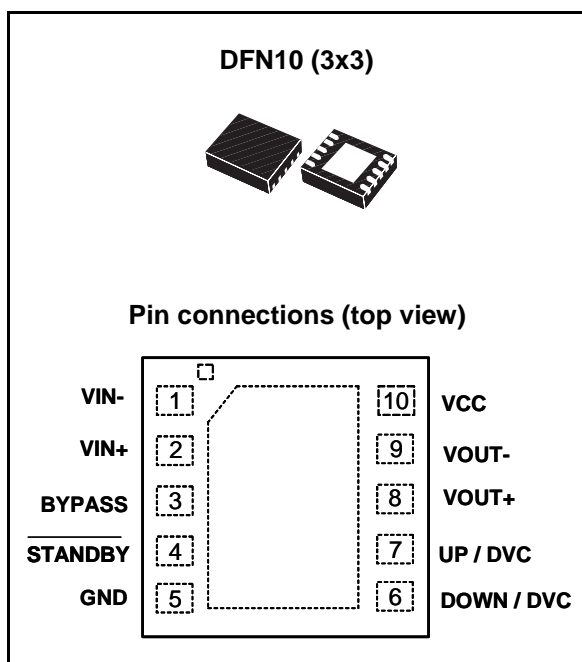 DFN10 (3x3)
Pin connections (top view)
VIN- 1 10 VCC
VIN+ 2 9 VOUT-
BYPASS 3 8 VOUT+
STANDBY 4 7 UP / DVC
GND 5 6 DOWN / DVC